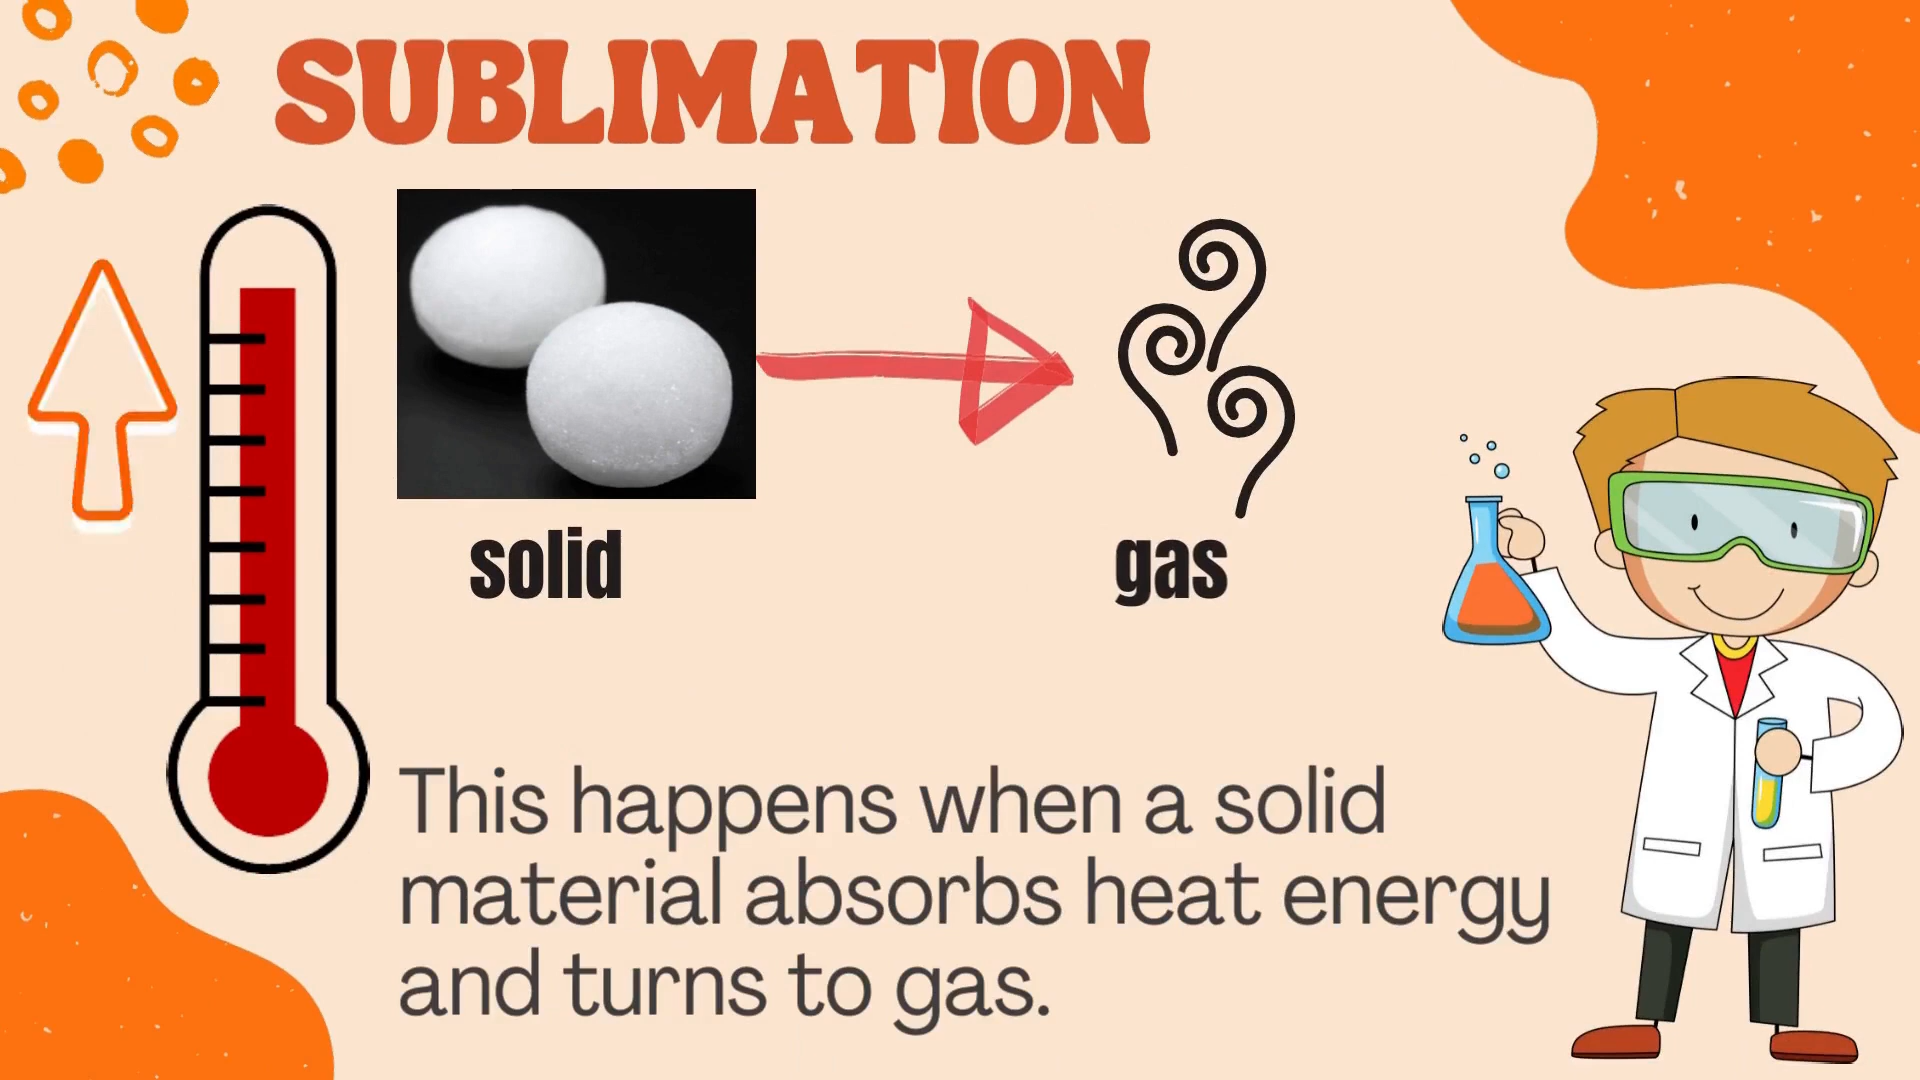 SUBLIMATION
solid
gas
This happens when a solid
material absorbs heat energy
and turns to gas.